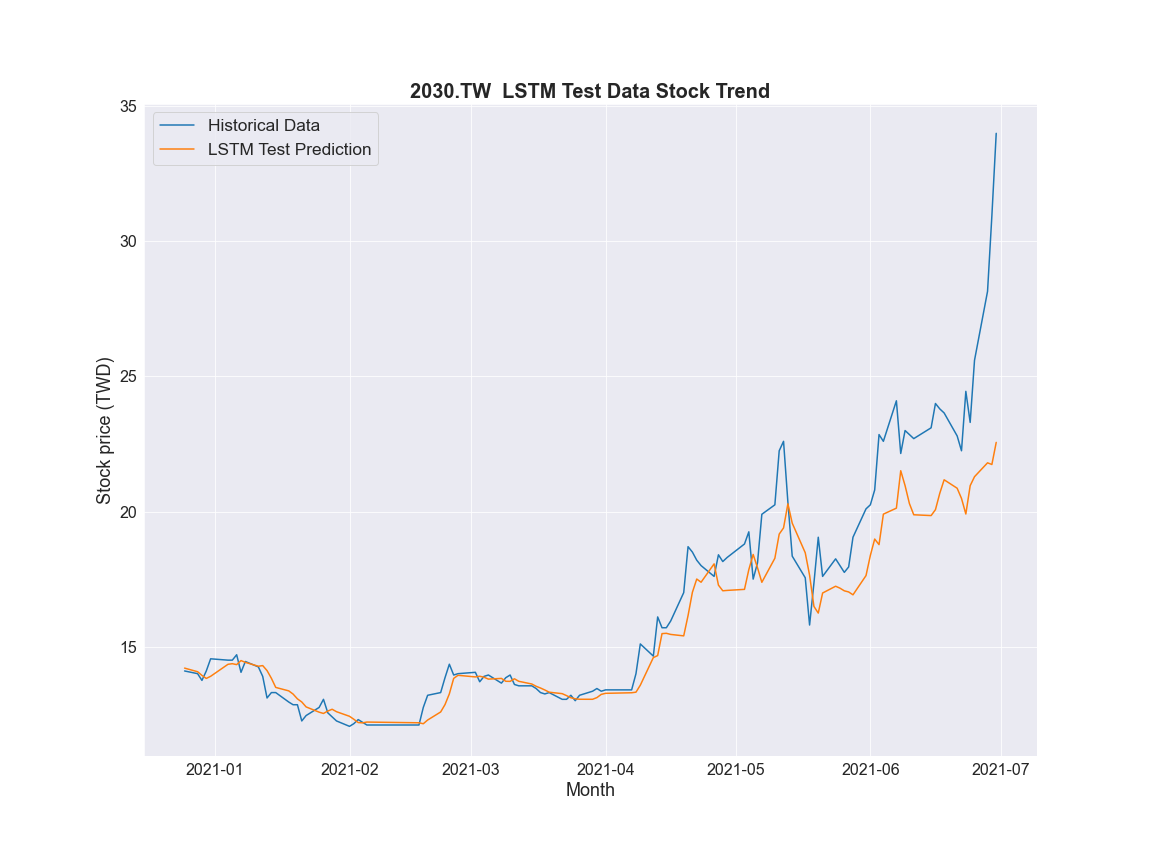 2030.TW  LSTM Test Data Stock Trend
Historical Data
LSTM Test Prediction
35
30
25
20
15
Stock price (TWD)
2021-01 2021-02 2021-03 2021-04 2021-05 2021-06 2021-07
Month